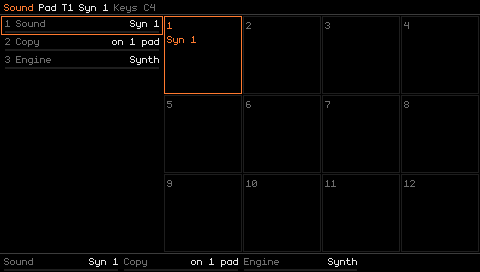 Sound Pad T1 Syn 1 Keys C4
1 Sound Syn 1
2 Copy on 1 pad
3 Engine Synth
1 2 3 4
Syn 1
5 6 7 8
9 10 11 12
Sound Syn 1 Copy on 1 pad Engine Synth